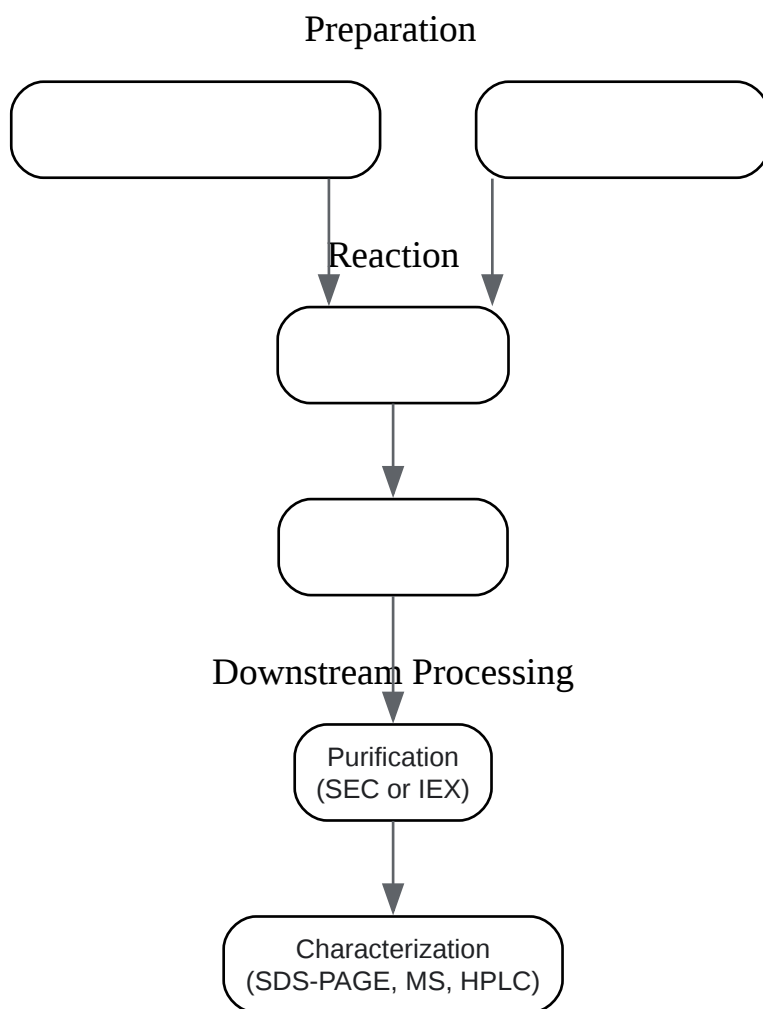 Preparation
Reaction
Downstream Processing
Purification
(SEC or IEX)
Characterization
(SDS-PAGE, MS, HPLC)